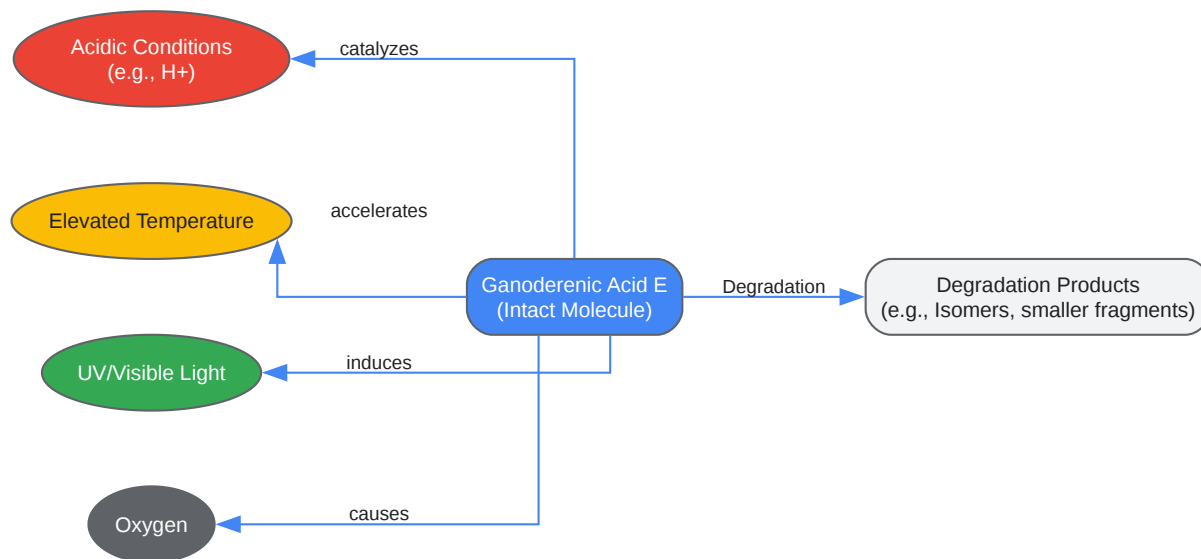 Acidic Conditions
(e.g., H+)
catalyzes
Elevated Temperature
accelerates
Ganoderenic Acid E
(Intact Molecule)
Degradation
Degradation Products
(e.g., Isomers, smaller fragments)
UV/Visible Light
induces
Oxygen
causes